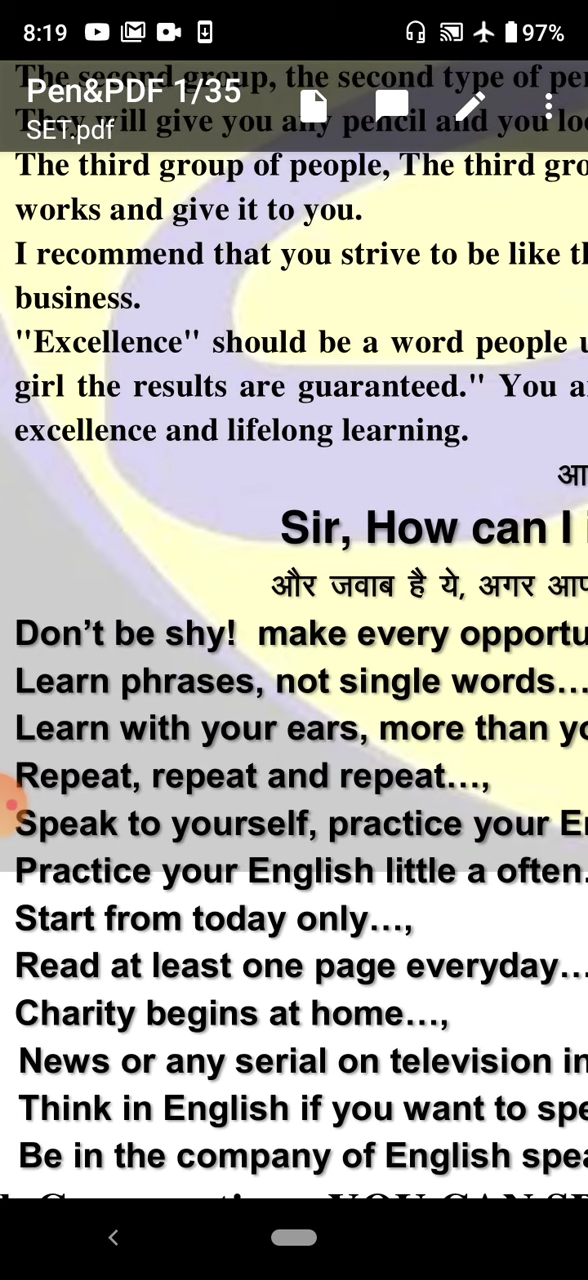 8:19 97%
The second group, the second type of pe
Pen&PDF 1/35
They will give you any pencil and you
SET.pdf
The third group of people, The third gro
works and give it to you.
I recommend that you strive to be like
business.
"Excellence" should be a word people
girl the results are guaranteed." You
excellence and lifelong learning.
आ
Sir, How can I
और जवाब है ये, अगर आप
Don't be shy! make every opportu
Learn phrases, not single words...
Learn with your ears, more than yo
Repeat, repeat and repeat...,
Speak to yourself, practice your En
Practice your English little a often.
Start from today only...,
Read at least one page everyday...
Charity begins at home...,
News or any serial on television in
Think in English if you want to spe
Be in the company of English spea